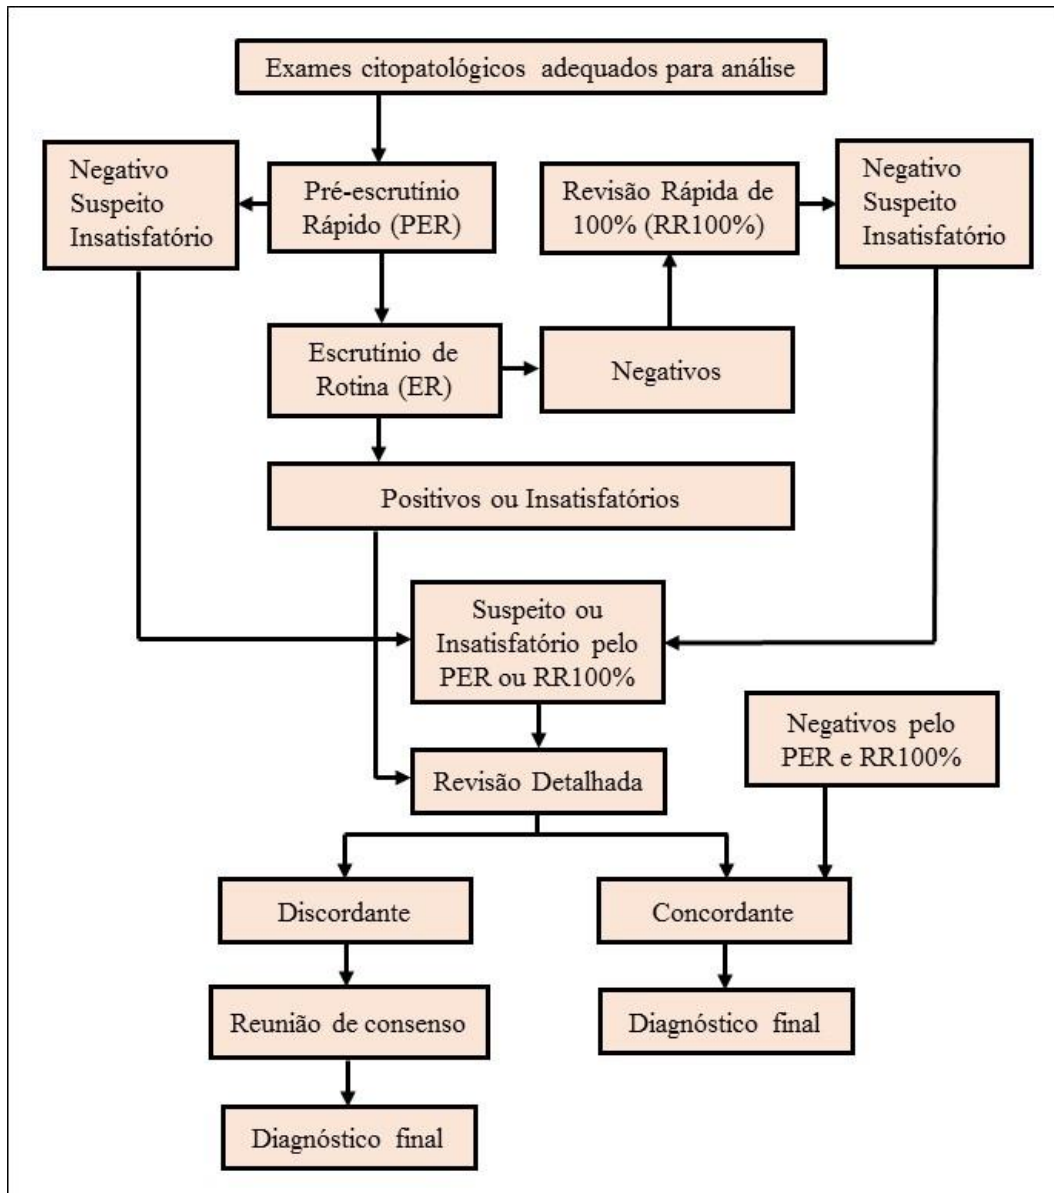 Exames citopatológicos adequados para análise
Negativo
Suspeito
Insatisfatório
Pré-escrutínio
Rápido (PER)
Revisão Rápida de
100% (RR100%)
Negativo
Suspeito
Insatisfatório
Escrutínio de
Rotina (ER)
Negativos
Positivos ou Insatisfatórios
Suspeito ou
Insatisfatório pelo
PER ou RR100%
Negativos pelo
PER e RR100%
Revisão Detalhada
Discordante
Concordante
Reunião de consenso
Diagnóstico final
Diagnóstico final